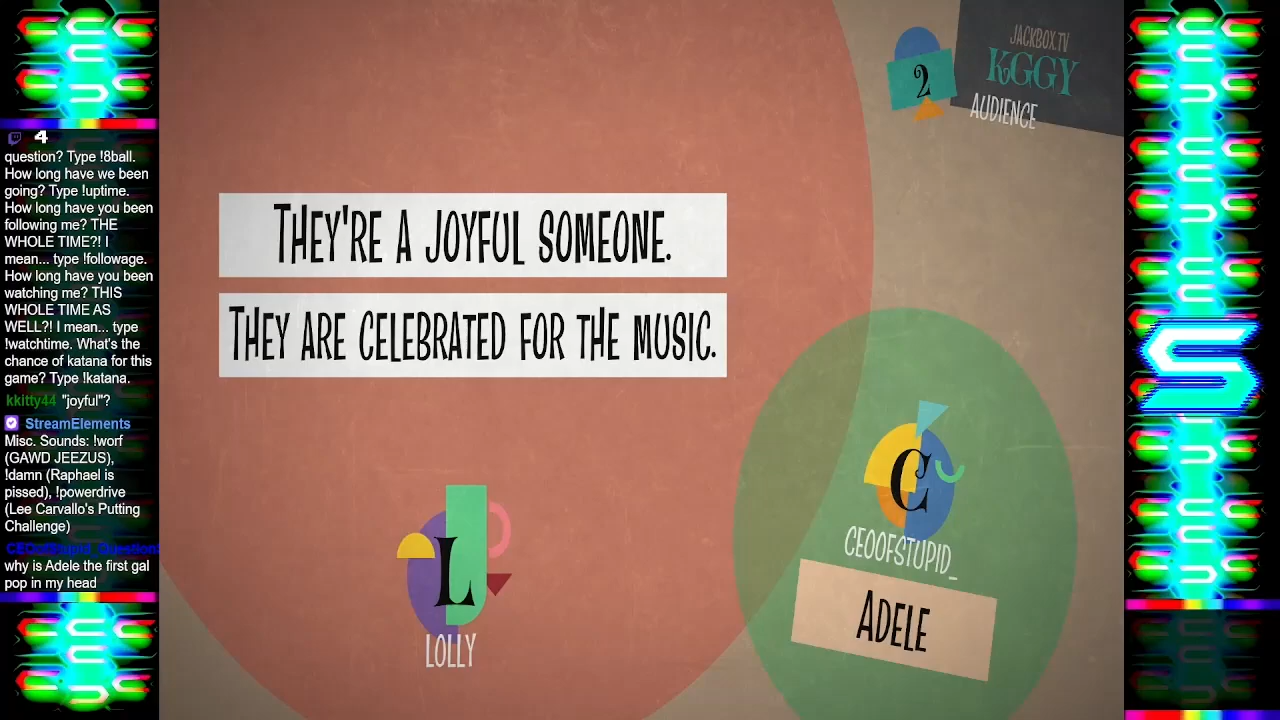 4
question? Type !8ball.
How long have we been
going? Type !uptime.
How long have you been
following me? THE
WHOLE TIME?! I
mean... type !followage.
How long have you been
watching me? THIS
WHOLE TIME AS
WELL?! I mean... type
!watchtime. What's the
chance of katana for this
game? Type !katana.
kkitty44 "joyful"?
StreamElements
Misc. Sounds: !worf
(GAWD JEEZUS),
!damn (Raphael is
pissed), !powerdrive
(Lee Carvallo's Putting
Challenge)
CEOofStupid_Question
why is Adele the first gal
pop in my head
THEY'RE A JOYFUL SOMEONE.
THEY ARE CELEBRATED FOR THE MUSIC.
L
LOLLY
2
JACKBOX.TV
KGGY
AUDIENCE
C
CEOOFSTUPID_
ADELE
S